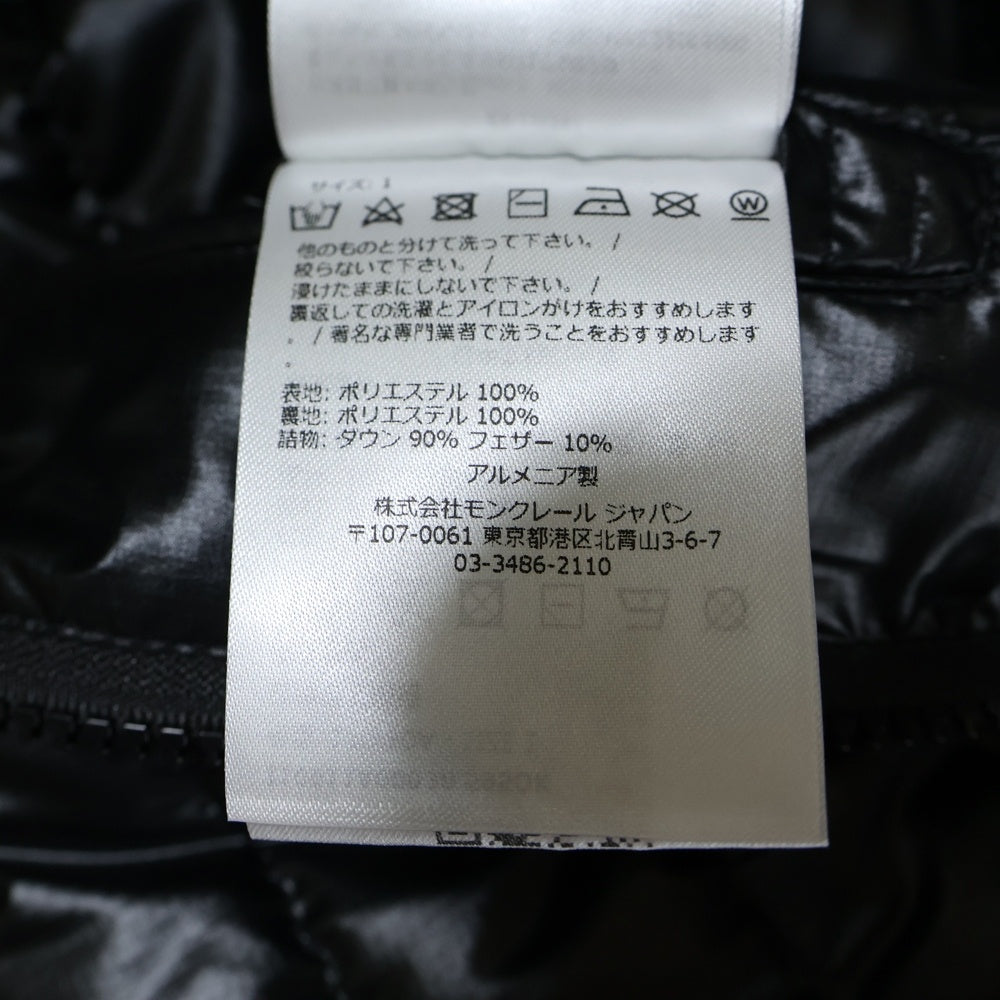 サイズ: 1
W
他のものと分けて洗って下さい。 /
絞らないで下さい。 /
浸けたままにしないで下さい。 /
裏返しての洗濯とアイロンがけをおすすめします
。 / 著名な専門業者で洗うことをおすすめします
。
表地: ポリエステル 100%
裏地: ポリエステル 100%
詰物: ダウン 90% フェザー 10%
アルメニア製
株式会社モンクレール ジャパン
〒107-0061 東京都港区北青山3-6-7
03-3486-2110